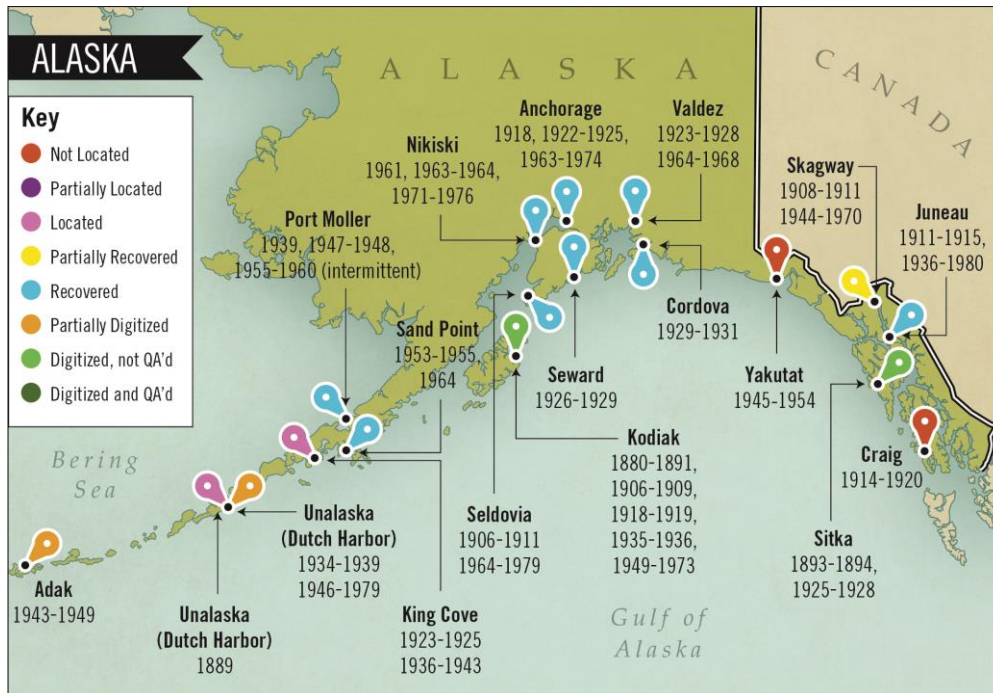 ALASKA
Key
Not Located
Partially Located
Located
Partially Recovered
Recovered
Partially Digitized
Digitized, not QA'd
Digitized and QA'd
ALASKA
CANADA
Anchorage
1918, 1922-1925,
1963-1974
Valdez
1923-1928
1964-1968
Nikiski
1961, 1963-1964,
1971-1976
Skagway
1908-1911
1944-1970
Juneau
1911-1915,
1936-1980
Port Moller
1939, 1947-1948,
1955-1960 (intermittent)
Sand Point
1953-1955,
1964
Cordova
1929-1931
Seward
1926-1929
Yakutat
1945-1954
Kodiak
1880-1891,
1906-1909,
1918-1919,
1935-1936,
1949-1973
Craig
1914-1920
Bering
Sea
Unalaska
(Dutch Harbor)
1934-1939
1946-1979
Seldovia
1906-1911
1964-1979
Sitka
1893-1894,
1925-1928
Adak
1943-1949
Unalaska
(Dutch Harbor)
1889
King Cove
1923-1925
1936-1943
Gulf of
Alaska